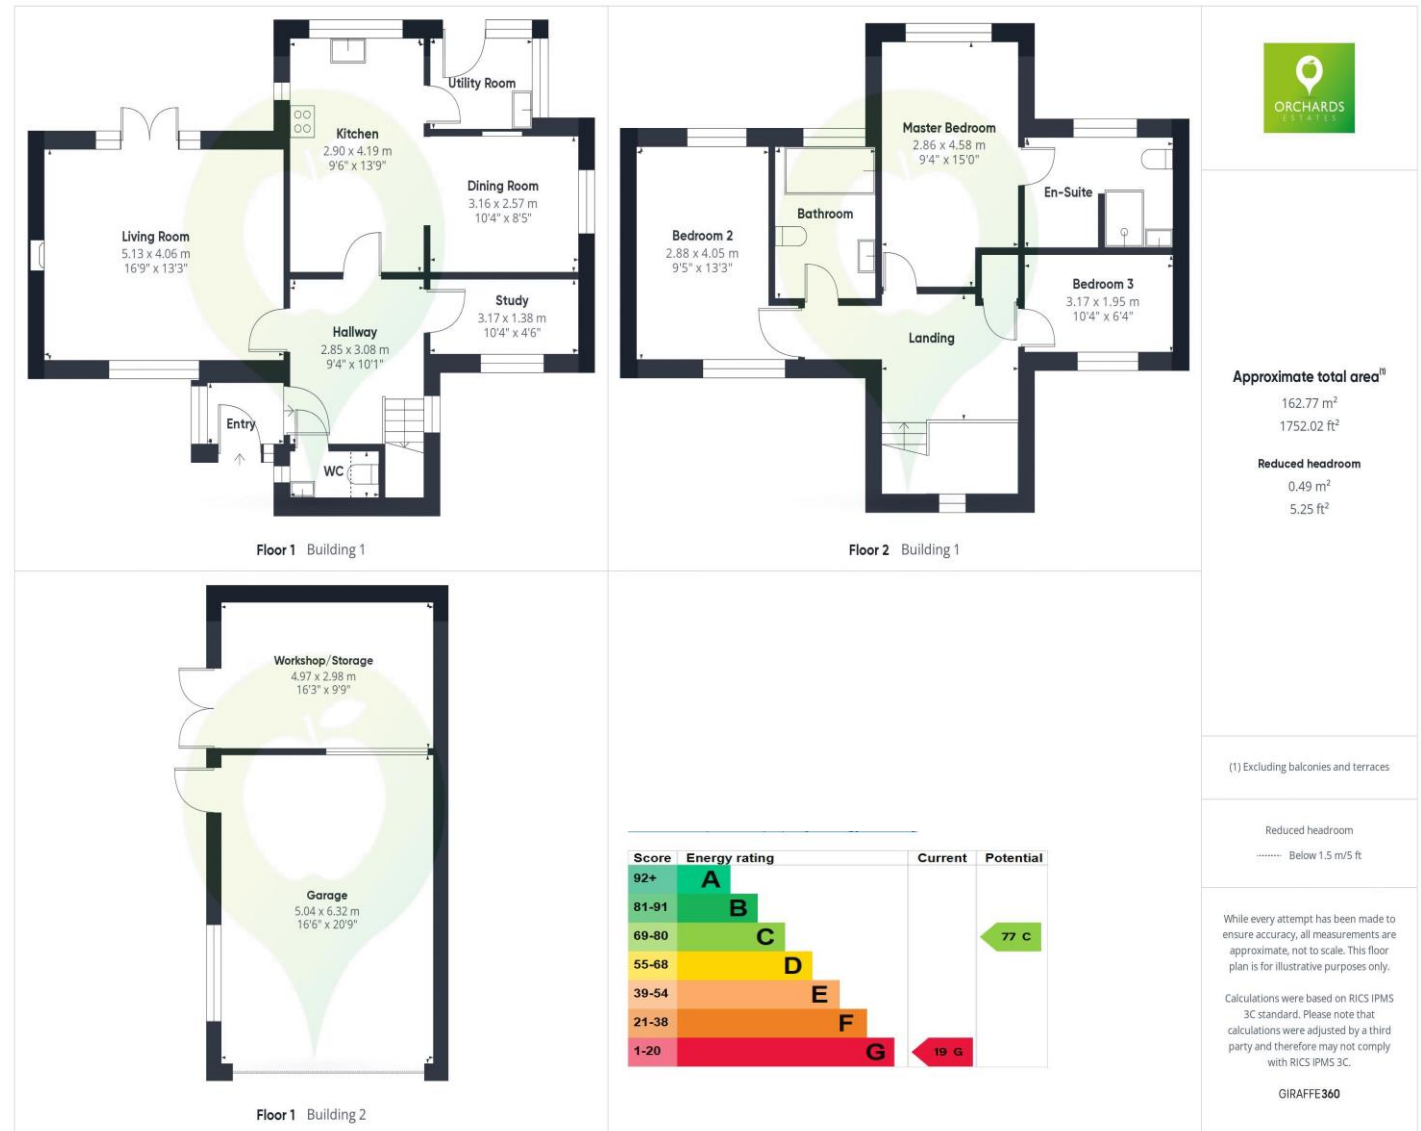 Utility Room
Kitchen
2.90 x 4.19 m
9'6" x 13'9"
Dining Room
3.16 x 2.57 m
10'4" x 8'5"
Living Room
5.13 x 4.06 m
16'9" x 13'3"
Study
3.17 x 1.38 m
10'4" x 4'6"
Hallway
2.85 x 3.08 m
9'4" x 10'1"
Entry
WC
Floor 1 Building 1
Master Bedroom
2.86 x 4.58 m
9'4" x 15'0"
En-Suite
Bathroom
Bedroom 2
2.88 x 4.05 m
9'5" x 13'3"
Bedroom 3
3.17 x 1.95 m
10'4" x 6'4"
Landing
Floor 2 Building 1
ORCHARDS
ESTATES
Approximate total area(1)
162.77 m²
1752.02 ft²
Reduced headroom
0.49 m²
5.25 ft²
Workshop/Storage
4.97 x 2.98 m
16'3" x 9'9"
Garage
5.04 x 6.32 m
16'6" x 20'9"
Floor 1 Building 2
Score Energy rating Current Potential
92+ A
81-91 B
69-80 C 77 C
55-68 D
39-54 E
21-38 F
1-20 G 19 G
(1) Excluding balconies and terraces
Reduced headroom
Below 1.5 m/5 ft
While every attempt has been made to
ensure accuracy, all measurements are
approximate, not to scale. This floor
plan is for illustrative purposes only.
Calculations were based on RICS IPMS
3C standard. Please note that
calculations were adjusted by a third
party and therefore may not comply
with RICS IPMS 3C.
GIRAFFE360